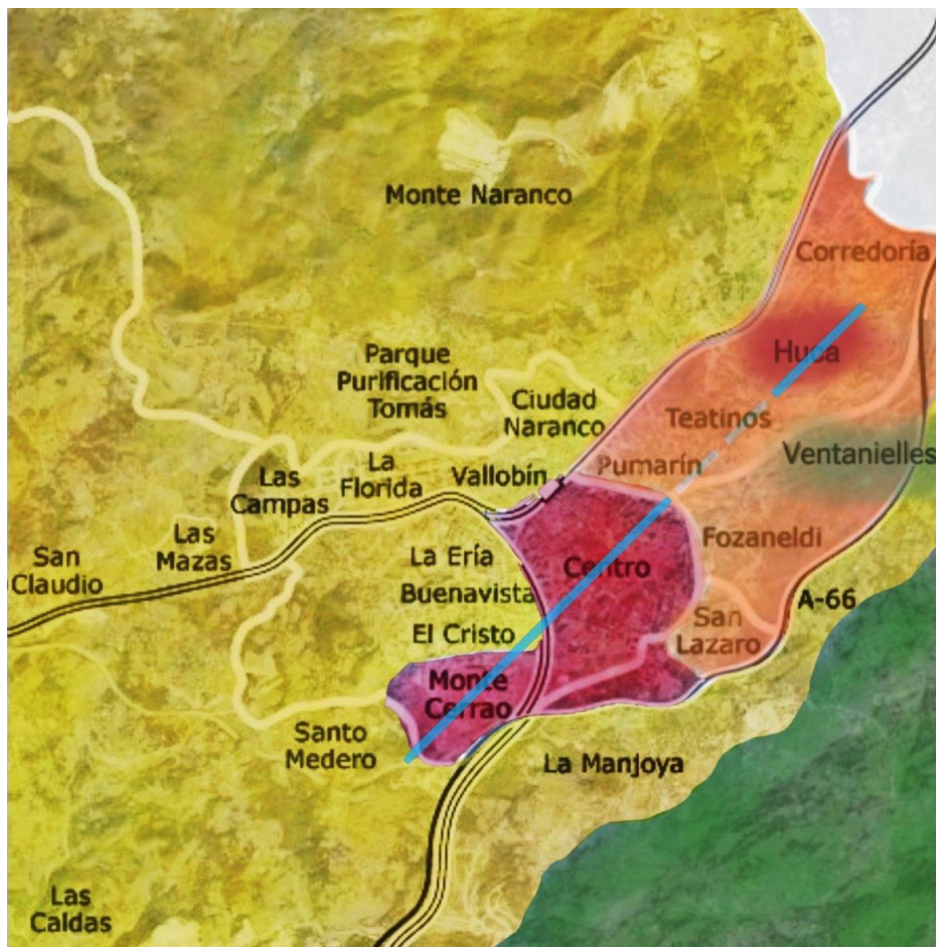 Monte Naranco
Corredoría
Huca
Parque
Purificación
Tomás
Ciudad
Naranco
Teatinos
Ventanielles
Pumarín
La
Florida
Vallobín
Las
Campas
Las
Mazas
San
Claudio
La Ería
Buenavista
El Cristo
Centro
Fozaneldi
A-66
San
Lazaro
Monte
Cerrao
Santo
Medero
La Manjoya
Las
Caldas